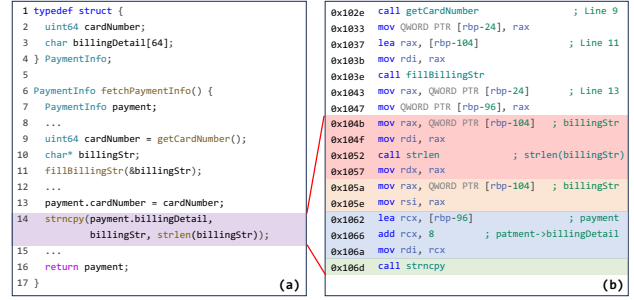 1 typedef struct {
2 uint64 cardNumber;
3 char billingDetail[64];
4 } PaymentInfo;
5
6 PaymentInfo fetchPaymentInfo() {
7 PaymentInfo payment;
8 ...
9 uint64 cardNumber = getCardNumber();
10 char* billingStr;
11 fillBillingStr(&billingStr);
12 ...
13 payment.cardNumber = cardNumber;
14 strncpy(payment.billingDetail,
billingStr, strlen(billingStr));
15 ...
16 return payment;
17 }
(a)
0x102e call getCardNumber ; Line 9
0x1033 mov QWORD PTR [rbp-24], rax
0x1037 lea rax, [rbp-104] ; Line 11
0x103b mov rdi, rax
0x103e call fillBillingStr
0x1043 mov rax, QWORD PTR [rbp-24] ; Line 13
0x1047 mov QWORD PTR [rbp-96], rax
0x104b mov rax, QWORD PTR [rbp-104] ; billingStr
0x104f mov rdi, rax
0x1052 call strlen ; strlen(billingStr)
0x1057 mov rdx, rax
0x105a mov rax, QWORD PTR [rbp-104] ; billingStr
0x105e mov rsi, rax
0x1062 lea rcx, [rbp-96] ; payment
0x1066 add rcx, 8 ; patment->billingDetail
0x106a mov rdi, rcx
0x106d call strncpy
(b)